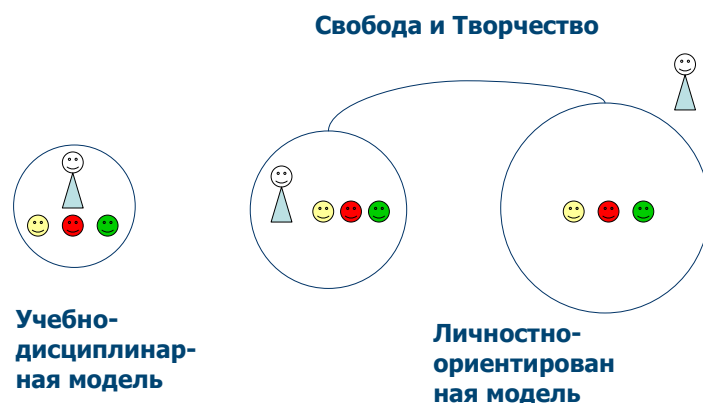 Свобода и Творчество
Учебно-
дисциплинар-
ная модель
Личностно-
ориентирован
ная модель